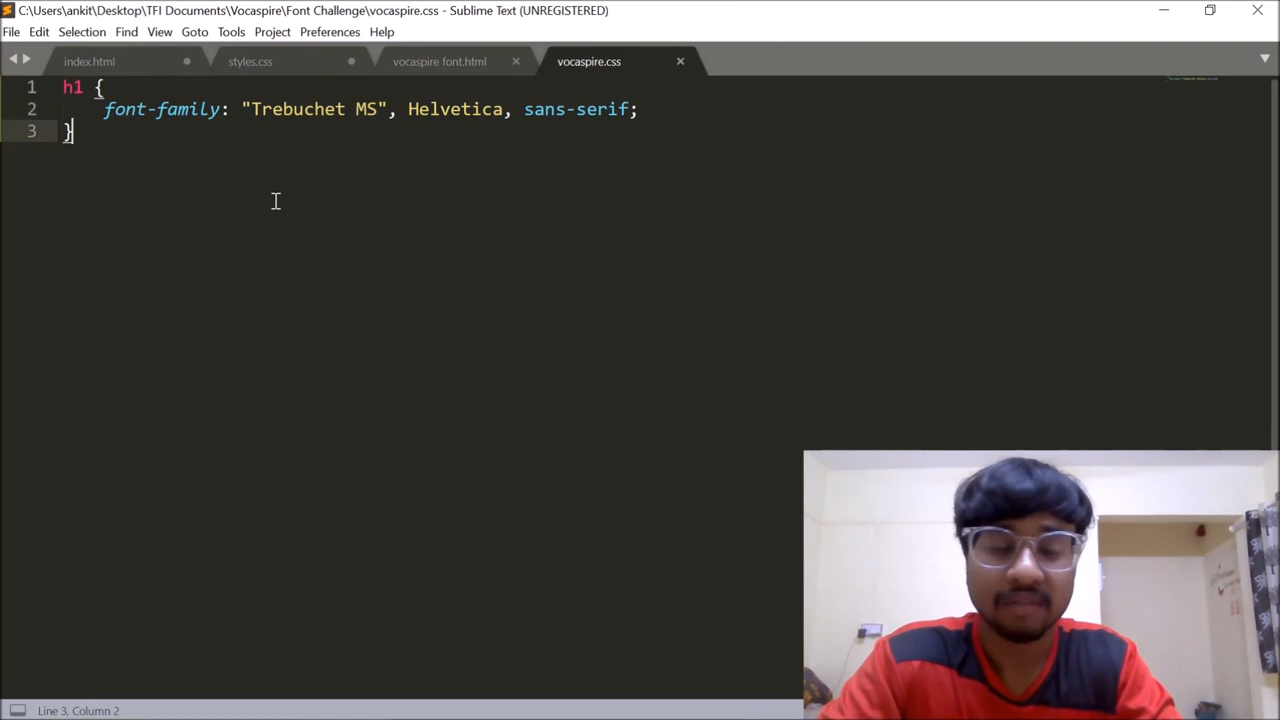 C:\Users\ankit\Desktop\TFI Documents\Vocaspire\Font Challenge\vocaspire.css - Sublime Text (UNREGISTERED)
File Edit Selection Find View Goto Tools Project Preferences Help
index.html styles.css vocaspire font.html vocaspire.css
1 h1 {
2 font-family: "Trebuchet MS", Helvetica, sans-serif;
3 }
Line 3, Column 2